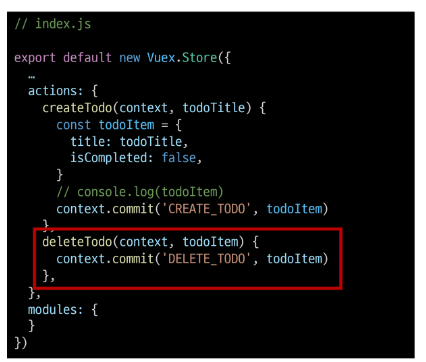 // index.js
export default new Vuex.Store({
…
actions: {
createTodo(context, todoTitle) {
const todoItem = {
title: todoTitle,
isCompleted: false,
}
// console.log(todoItem)
context.commit('CREATE_TODO', todoItem)
},
deleteTodo(context, todoItem) {
context.commit('DELETE_TODO', todoItem)
},
},
modules: {
}
})